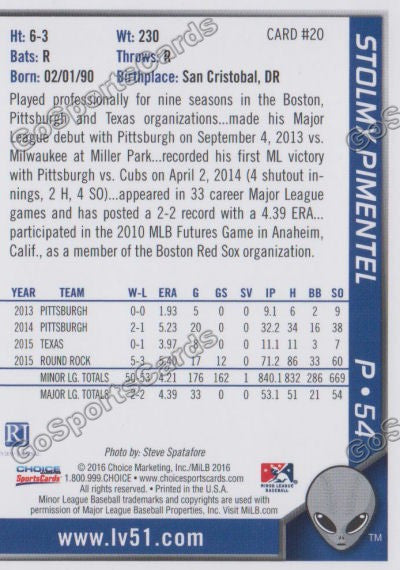 Ht: 6-3 Wt: 230 CARD #20
Bats: R Throws: R
Born: 02/01/90 Birthplace: San Cristobal, DR
Played professionally for nine seasons in the Boston,
Pittsburgh and Texas organizations...made his Major
League debut with Pittsburgh on September 4, 2013 vs.
Milwaukee at Miller Park...recorded his first ML victory
with Pittsburgh vs. Cubs on April 2, 2014 (4 shutout in-
nings, 2 H, 4 SO)...appeared in 33 career Major League
games and has posted a 2-2 record with a 4.39 ERA...
participated in the 2010 MLB Futures Game in Anaheim,
Calif., as a member of the Boston Red Sox organization.
STOLMY PIMENTEL P • 54
YEAR TEAM W-L ERA G GS SV IP H BB SO
2013 PITTSBURGH 0-0 1.93 5 0 0 9.1 6 2 9
2014 PITTSBURGH 2-1 5.23 20 0 0 32.2 34 16 38
2015 TEXAS 0-1 3.97 8 0 0 11.1 11 3 7
2015 ROUND ROCK 5-3 17 12 0 71.2 86 33 60
MINOR LG. TOTALS 50-53 4.21 176 162 1 840.1 832 286 669
MAJOR LG. TOTALS 2-2 4.39 33 0 0 53.1 51 21 54
Photo by: Steve Spatafore
RJ
CHOICE
SportsCards
MINOR LEAGUE
BASEBALL
© 2016 Choice Marketing, Inc./MiLB 2016
1.800.999.CHOICE • www.choicesportscards.com
• Printed in the U.S.A.
Minor League Baseball trademarks and copyrights are used with
permission of Major League Baseball Properties, Inc. Visit MiLB.com
www.lv51.com
TM
GoSportsCards
GoSportsCards
GoSportsCards
GoSportsCards